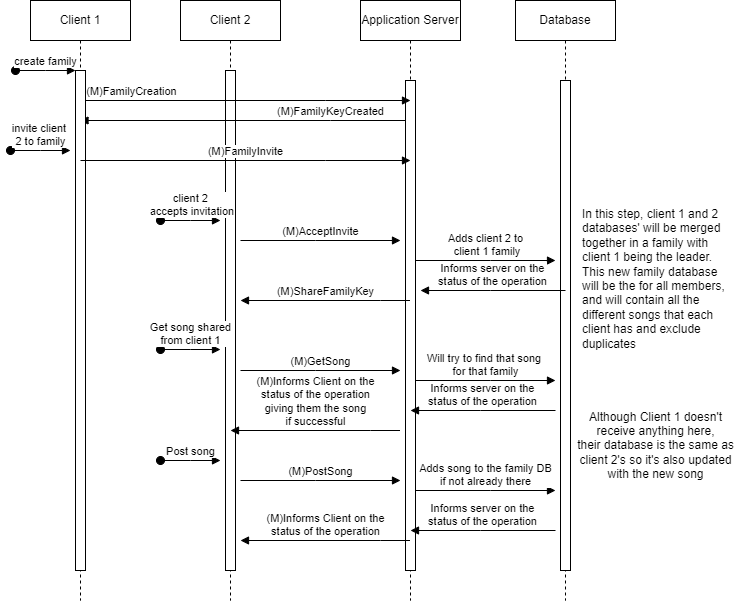 Client 1
Client 2
Application Server
Database
create family
(M)FamilyCreation
(M)FamilyKeyCreated
invite client
2 to family
(M)FamilyInvite
client 2
accepts invitation
(M)AcceptInvite
Adds client 2 to
client 1 family
Informs server on the
status of the operation
(M)ShareFamilyKey
In this step, client 1 and 2
databases' will be merged
together in a family with
client 1 being the leader.
This new family database
will be the for all members,
and will contain all the
different songs that each
client has and exclude
duplicates
Get song shared
from client 1
(M)GetSong
Will try to find that song
for that family
(M)Informs Client on the
status of the operation
giving them the song
if successful
Informs server on the
status of the operation
Although Client 1 doesn't
receive anything here,
their database is the same as
client 2's so it's also updated
with the new song
Post song
(M)PostSong
Adds song to the family DB
if not already there
Informs server on the
status of the operation
(M)Informs Client on the
status of the operation